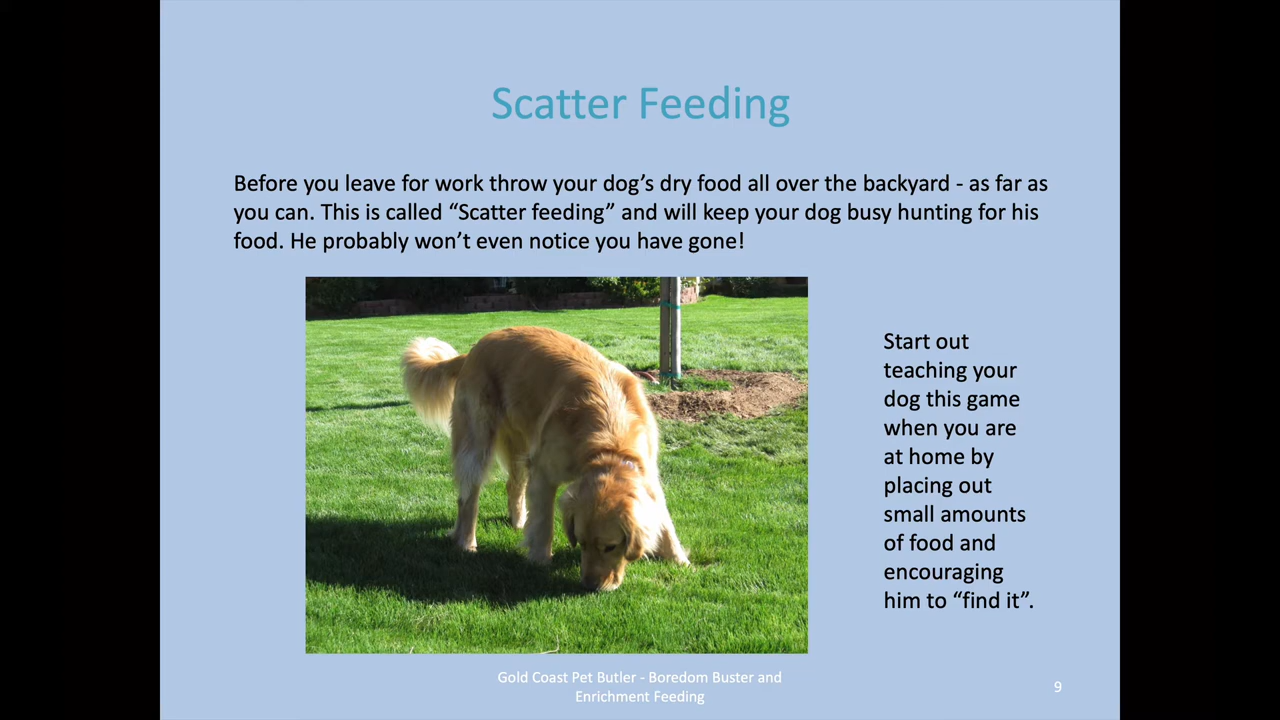 Scatter Feeding
Before you leave for work throw your dog’s dry food all over the backyard - as far as
you can. This is called “Scatter feeding” and will keep your dog busy hunting for his
food. He probably won’t even notice you have gone!
Start out
teaching your
dog this game
when you are
at home by
placing out
small amounts
of food and
encouraging
him to “find it”.
Gold Coast Pet Butler - Boredom Buster and
Enrichment Feeding
9